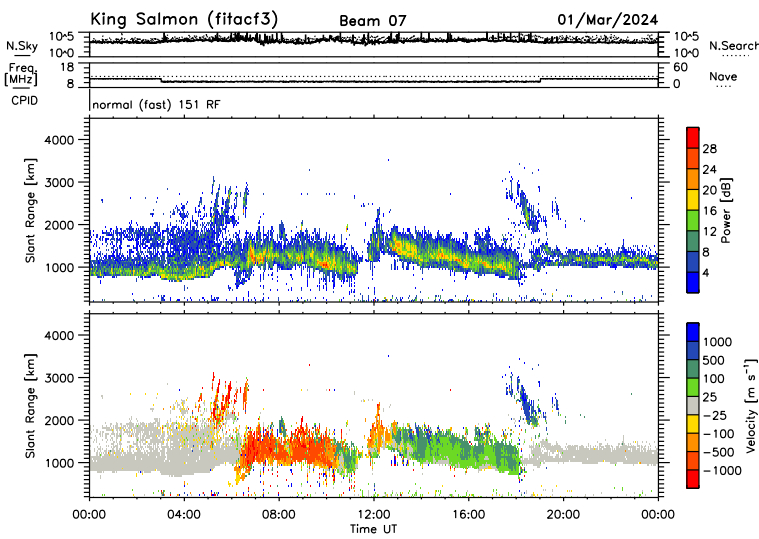 King Salmon (fitacf3) Beam 07 01/Mar/2024
N.Sky 10^5 10^0 10^5 10^0 N.Search
Freq. [MHz] 18 8 60 0 Nave
CPID normal (fast) 151 RF
Slant Range [km] 4000 3000 2000 1000
Power [dB] 28 24 20 16 12 8 4
Slant Range [km] 4000 3000 2000 1000
Velocity [m s⁻¹] 1000 500 100 25 −25 −100 −500 −1000
00:00 04:00 08:00 12:00 16:00 20:00 00:00
Time UT